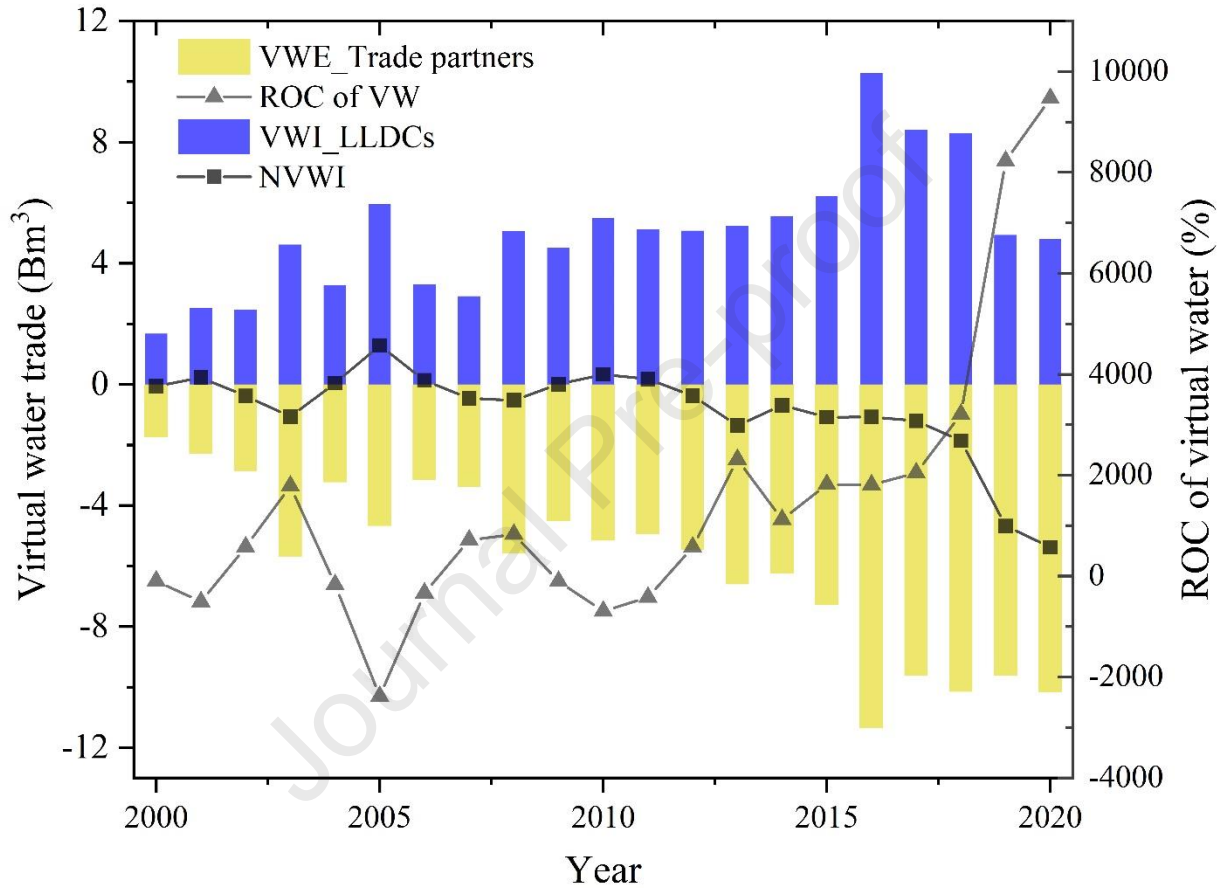 VWE_Trade partners
ROC of VW
VWI_LLDCs
NVWI
Virtual water trade (Bm³)
12
8
4
0
-4
-8
-12
ROC of virtual water (%)
10000
8000
6000
4000
2000
0
-2000
-4000
2000 2005 2010 2015 2020
Year
Journal Pre-proof